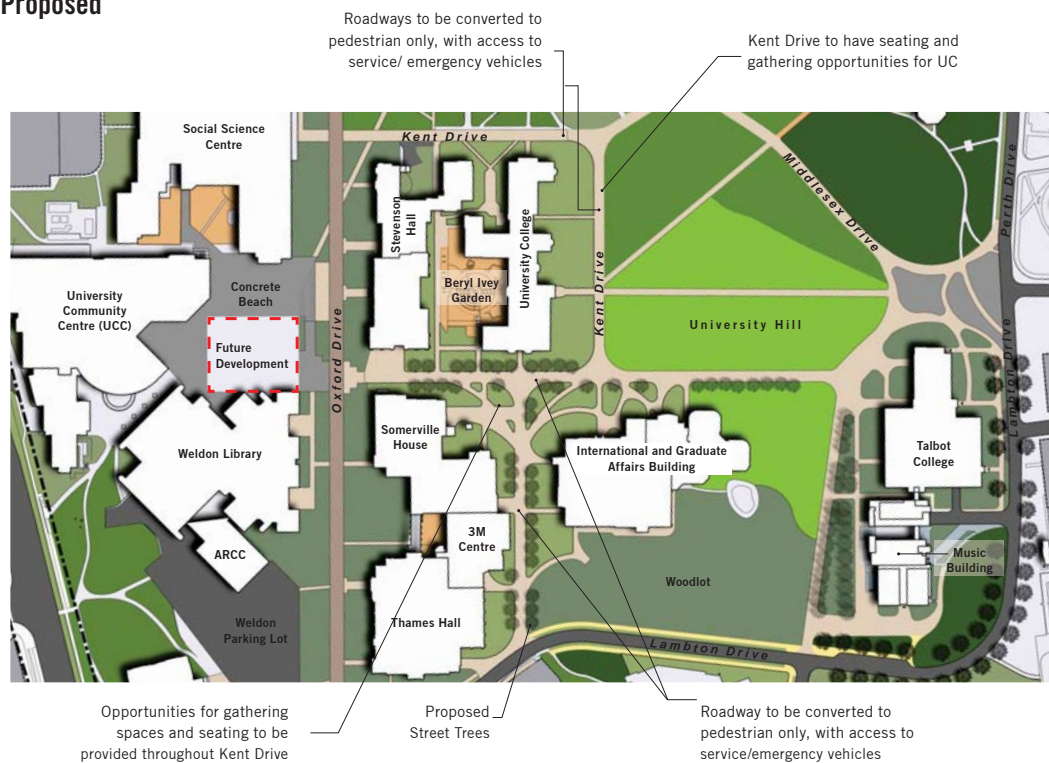 Proposed
Roadways to be converted to
pedestrian only, with access to
service/ emergency vehicles
Kent Drive to have seating and
gathering opportunities for UC
Social Science
Centre
Kent Drive
Middlesex Drive
Perth Drive
Stevenson
Hall
University College
Beryl Ivey
Garden
Kent Drive
University
Community
Centre (UCC)
Concrete
Beach
Future
Development
Oxford Drive
University Hill
Lambton Drive
Somerville
House
Weldon Library
International and Graduate
Affairs Building
Talbot
College
3M
Centre
ARCC
Music
Building
Woodlot
Weldon
Parking Lot
Thames Hall
Lambton Drive
Opportunities for gathering
spaces and seating to be
provided throughout Kent Drive
Proposed
Street Trees
Roadway to be converted to
pedestrian only, with access to
service/emergency vehicles